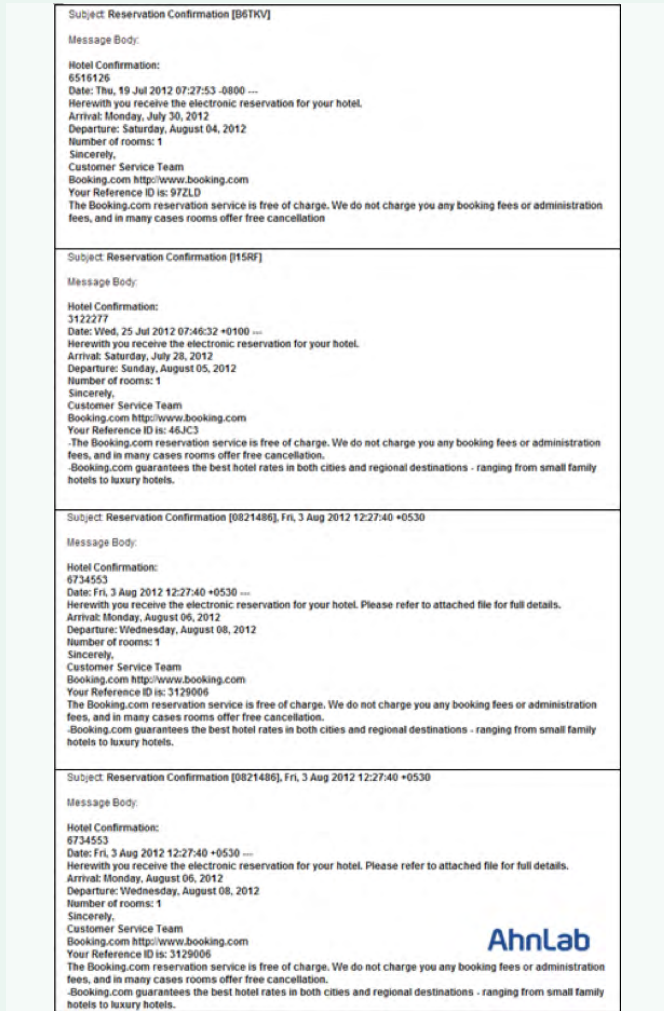 Subject: Reservation Confirmation [B6TKV]
Message Body:
Hotel Confirmation:
6516126
Date: Thu, 19 Jul 2012 07:27:53 -0800 ---
Herewith you receive the electronic reservation for your hotel.
Arrival: Monday, July 30, 2012
Departure: Saturday, August 04, 2012
Number of rooms: 1
Sincerely,
Customer Service Team
Booking.com http://www.booking.com
Your Reference ID is: 97ZLD
The Booking.com reservation service is free of charge. We do not charge you any booking fees or administration
fees, and in many cases rooms offer free cancellation
Subject: Reservation Confirmation [I15RF]
Message Body:
Hotel Confirmation:
3122277
Date: Wed, 25 Jul 2012 07:46:32 +0100 ---
Herewith you receive the electronic reservation for your hotel.
Arrival: Saturday, July 28, 2012
Departure: Sunday, August 05, 2012
Number of rooms: 1
Sincerely,
Customer Service Team
Booking.com http://www.booking.com
Your Reference ID is: 46JC3
-The Booking.com reservation service is free of charge. We do not charge you any booking fees or administration
fees, and in many cases rooms offer free cancellation.
-Booking.com guarantees the best hotel rates in both cities and regional destinations - ranging from small family
hotels to luxury hotels.
Subject: Reservation Confirmation [0821486], Fri, 3 Aug 2012 12:27:40 +0530
Message Body:
Hotel Confirmation:
6734553
Date: Fri, 3 Aug 2012 12:27:40 +0530 ---
Herewith you receive the electronic reservation for your hotel. Please refer to attached file for full details.
Arrival: Monday, August 06, 2012
Departure: Wednesday, August 08, 2012
Number of rooms: 1
Sincerely,
Customer Service Team
Booking.com http://www.booking.com
Your Reference ID is: 3129006
The Booking.com reservation service is free of charge. We do not charge you any booking fees or administration
fees, and in many cases rooms offer free cancellation.
-Booking.com guarantees the best hotel rates in both cities and regional destinations - ranging from small family
hotels to luxury hotels.
Subject: Reservation Confirmation [0821486], Fri, 3 Aug 2012 12:27:40 +0530
Message Body:
Hotel Confirmation:
6734553
Date: Fri, 3 Aug 2012 12:27:40 +0530 ---
Herewith you receive the electronic reservation for your hotel. Please refer to attached file for full details.
Arrival: Monday, August 06, 2012
Departure: Wednesday, August 08, 2012
Number of rooms: 1
Sincerely,
Customer Service Team
Booking.com http://www.booking.com
AhnLab
Your Reference ID is: 3129006
The Booking.com reservation service is free of charge. We do not charge you any booking fees or administration
fees, and in many cases rooms offer free cancellation.
-Booking.com guarantees the best hotel rates in both cities and regional destinations - ranging from small family
hotels to luxury hotels.